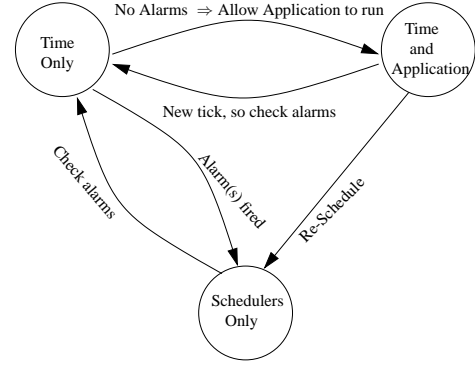 No Alarms ⇒ Allow Application to run
Time
Only
Time
and
Application
New tick, so check alarms
Check alarms
Alarm(s) fired
Re-Schedule
Schedulers
Only